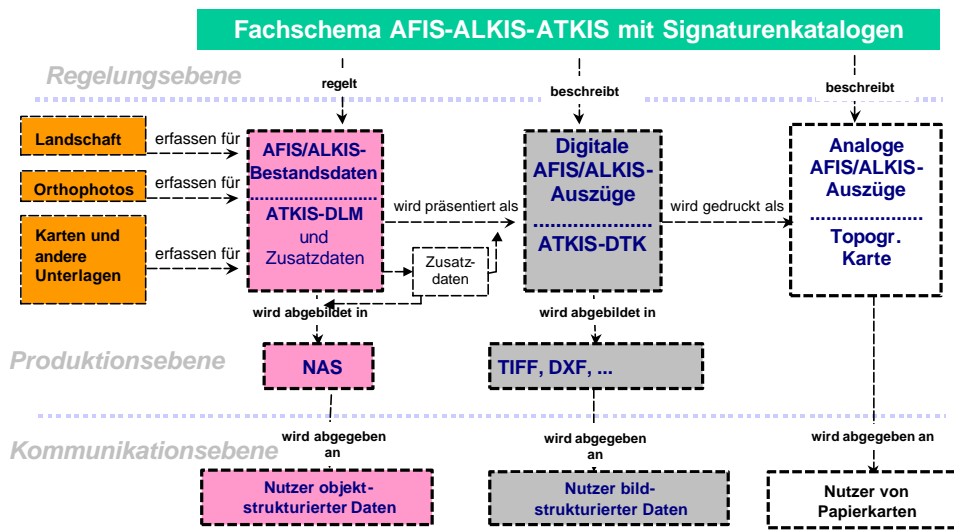 Fachschema AFIS-ALKIS-ATKIS mit Signaturenkatalogen
Regelungsebene
regelt
beschreibt
beschreibt
Landschaft
erfassen für
Orthophotos
erfassen für
Karten und
andere
Unterlagen
erfassen für
AFIS/ALKIS-
Bestandsdaten
ATKIS-DLM
und
Zusatzdaten
wird präsentiert als
Zusatz-
daten
Digitale
AFIS/ALKIS-
Auszüge
ATKIS-DTK
wird gedruckt als
Analoge
AFIS/ALKIS-
Auszüge
Topogr.
Karte
wird abgebildet in
wird abgebildet in
Produktionsebene
NAS
TIFF, DXF, ...
Kommunikationsebene
wird abgegeben
an
wird abgegeben
an
wird abgegeben an
Nutzer objekt-
strukturierter Daten
Nutzer bild-
strukturierter Daten
Nutzer von
Papierkarten